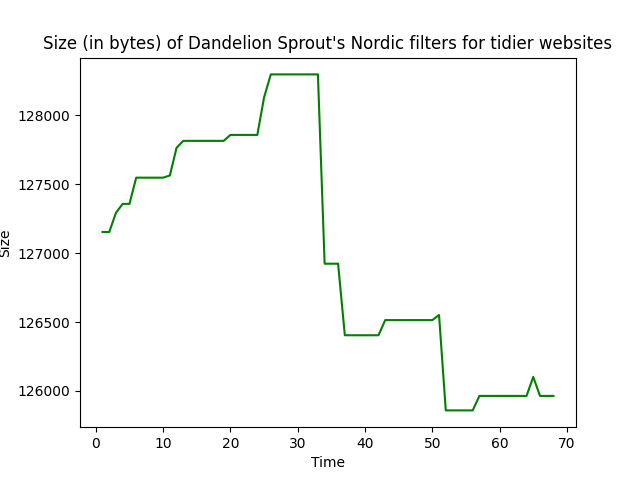 Size (in bytes) of Dandelion Sprout's Nordic filters for tidier websites
128000
127500
127000
126500
126000
Size
0 10 20 30 40 50 60 70
Time